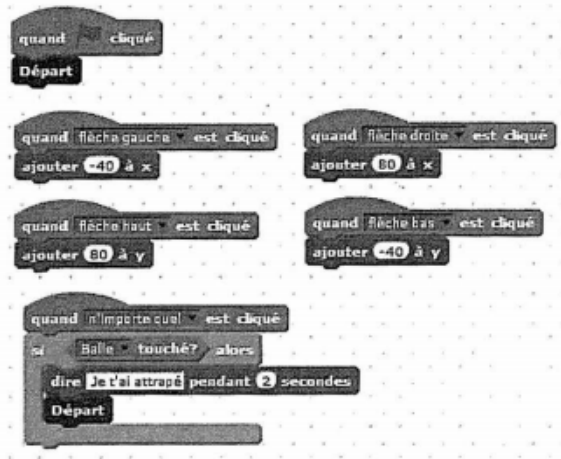 quand cliqué
Départ
quand flèche gauche est cliqué
ajouter -40 à x
quand flèche droite est cliqué
ajouter 80 à x
quand flèche haut est cliqué
ajouter 80 à y
quand flèche bas est cliqué
ajouter -40 à y
quand n'importe quel est cliqué
si Balle touché? alors
dire Je t'ai attrapé pendant 2 secondes
Départ